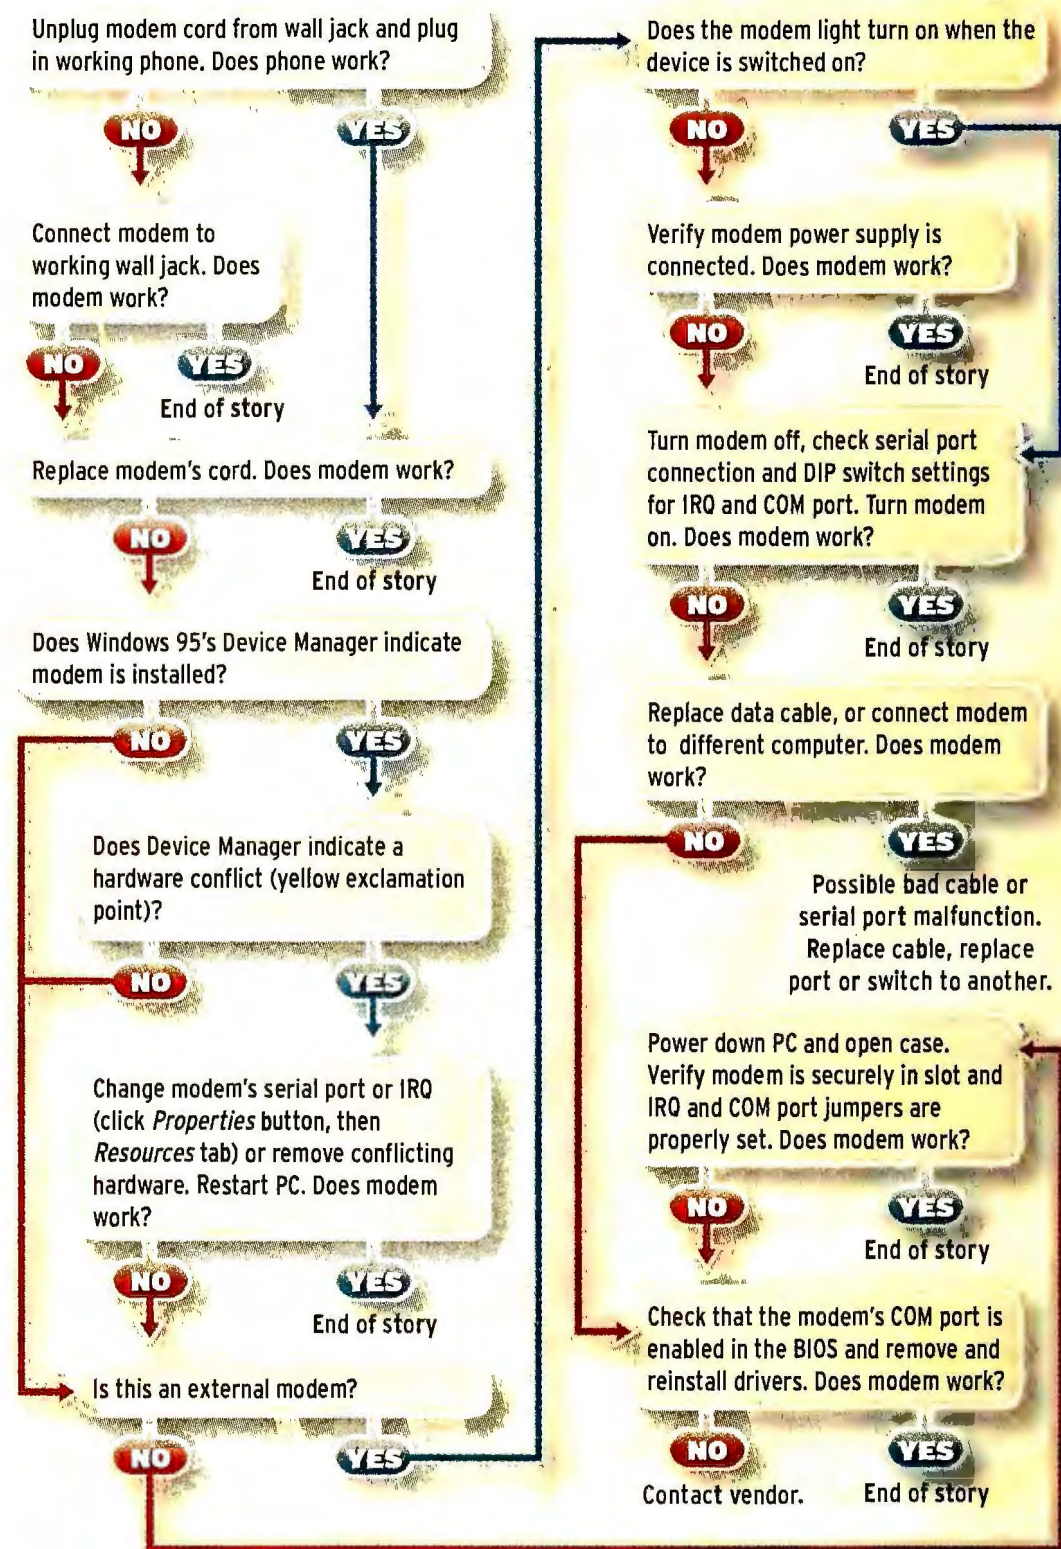 Unplug modem cord from wall jack and plug
in working phone. Does phone work?
NO
YES
Connect modem to
working wall jack. Does
modem work?
NO
YES
End of story
Replace modem's cord. Does modem work?
NO
YES
End of story
Does Windows 95's Device Manager indicate
modem is installed?
NO
YES
Does Device Manager indicate a
hardware conflict (yellow exclamation
point)?
NO
YES
Change modem's serial port or IRQ
(click Properties button, then
Resources tab) or remove conflicting
hardware. Restart PC. Does modem
work?
NO
YES
End of story
Is this an external modem?
NO
YES
Does the modem light turn on when the
device is switched on?
NO
YES
Verify modem power supply is
connected. Does modem work?
NO
YES
End of story
Turn modem off, check serial port
connection and DIP switch settings
for IRQ and COM port. Turn modem
on. Does modem work?
NO
YES
End of story
Replace data cable, or connect modem
to different computer. Does modem
work?
NO
YES
Possible bad cable or
serial port malfunction.
Replace cable, replace
port or switch to another.
Power down PC and open case.
Verify modem is securely in slot and
IRQ and COM port jumpers are
properly set. Does modem work?
NO
YES
End of story
Check that the modem's COM port is
enabled in the BIOS and remove and
reinstall drivers. Does modem work?
NO
YES
Contact vendor.
End of story